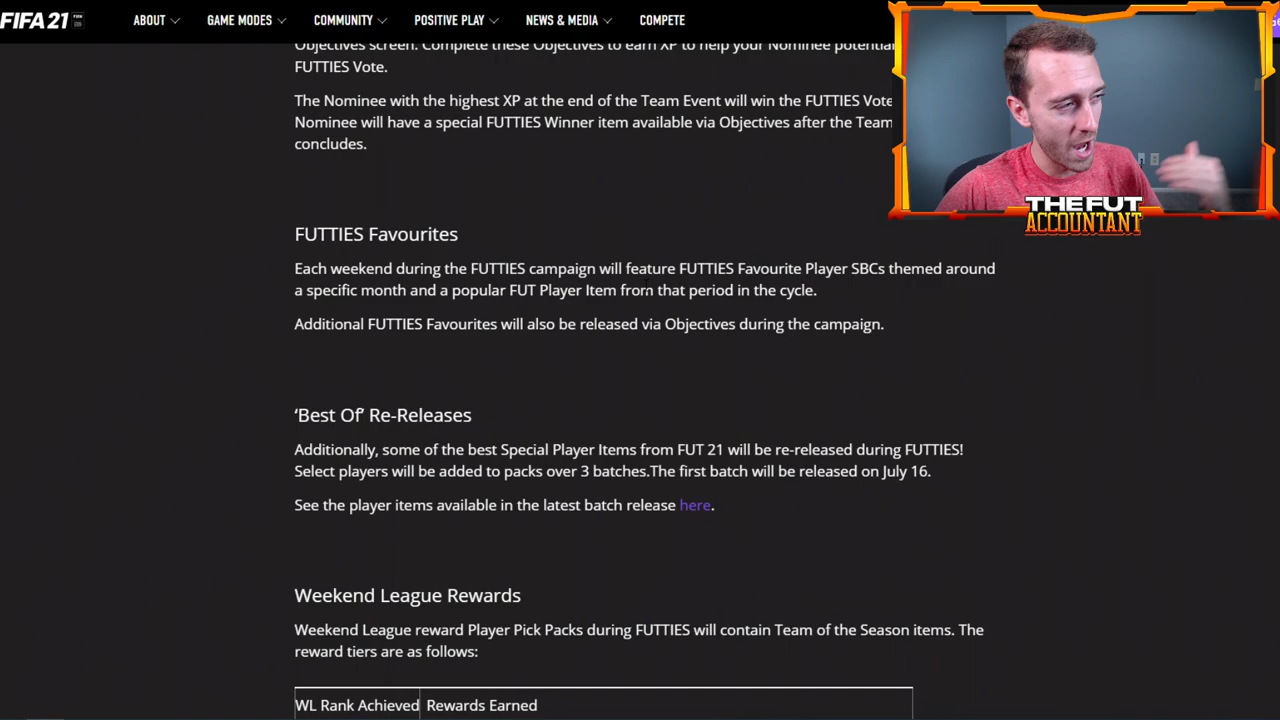 FIFA 21
ABOUT
GAME MODES
COMMUNITY
POSITIVE PLAY
NEWS & MEDIA
COMPETE
Objectives screen. Complete these Objectives to earn XP to help your Nominee potential
FUTTIES Vote.
The Nominee with the highest XP at the end of the Team Event will win the FUTTIES Vote
Nominee will have a special FUTTIES Winner item available via Objectives after the Team
concludes.
THE FUT
ACCOUNTANT
FUTTIES Favourites
Each weekend during the FUTTIES campaign will feature FUTTIES Favourite Player SBCs themed around
a specific month and a popular FUT Player Item from that period in the cycle.
Additional FUTTIES Favourites will also be released via Objectives during the campaign.
‘Best Of’ Re-Releases
Additionally, some of the best Special Player Items from FUT 21 will be re-released during FUTTIES!
Select players will be added to packs over 3 batches.The first batch will be released on July 16.
See the player items available in the latest batch release here.
Weekend League Rewards
Weekend League reward Player Pick Packs during FUTTIES will contain Team of the Season items. The
reward tiers are as follows:
WL Rank Achieved
Rewards Earned